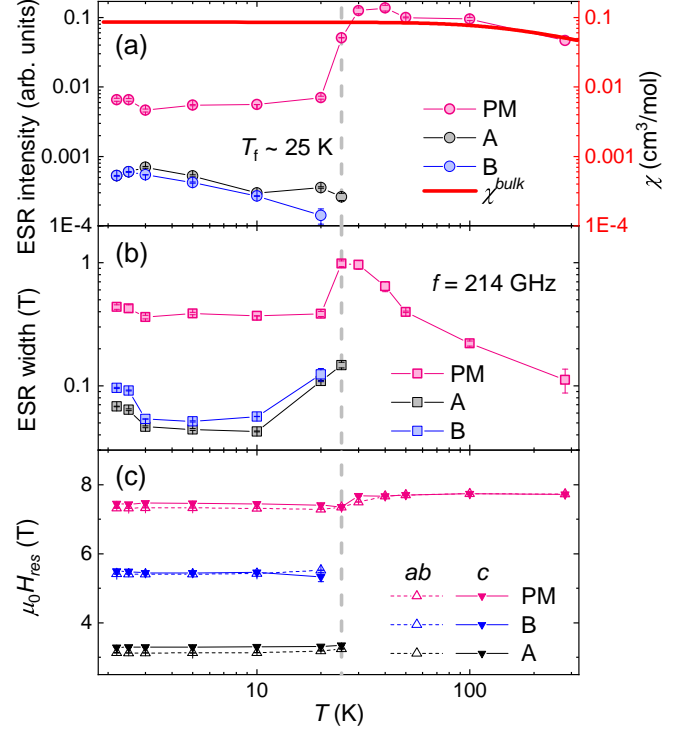 (a)
ESR intensity (arb. units)
0.1
0.01
0.001
1E-4
T_f ~ 25 K
PM
A
B
χ^bulk
0.1
0.01
0.001
1E-4
χ (cm³/mol)
(b)
ESR width (T)
1
0.1
f = 214 GHz
PM
A
B
(c)
μ₀H_res (T)
8
6
4
ab c
PM
B
A
10 100
T (K)